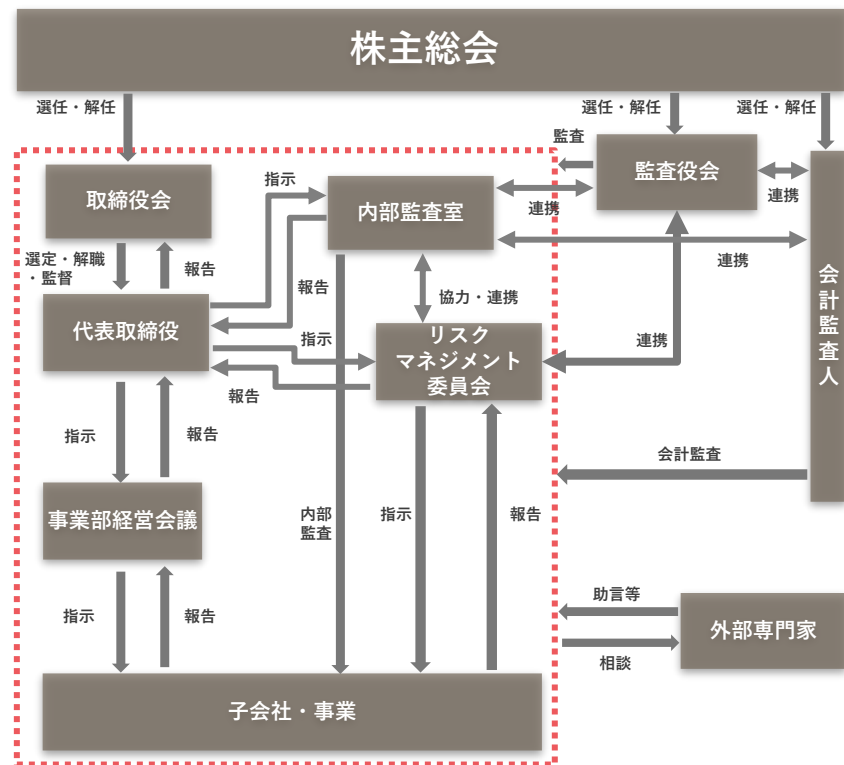 株主総会
選任・解任
選任・解任
選任・解任
監査
監査役会
連携
取締役会
指示
内部監査室
連携
連携
選定・解職
・監督
報告
報告
協力・連携
会計監査人
代表取締役
指示
リスク
マネジメント
委員会
連携
報告
指示
報告
会計監査
事業部経営会議
内部
監査
指示
報告
指示
報告
助言等
外部専門家
相談
子会社・事業